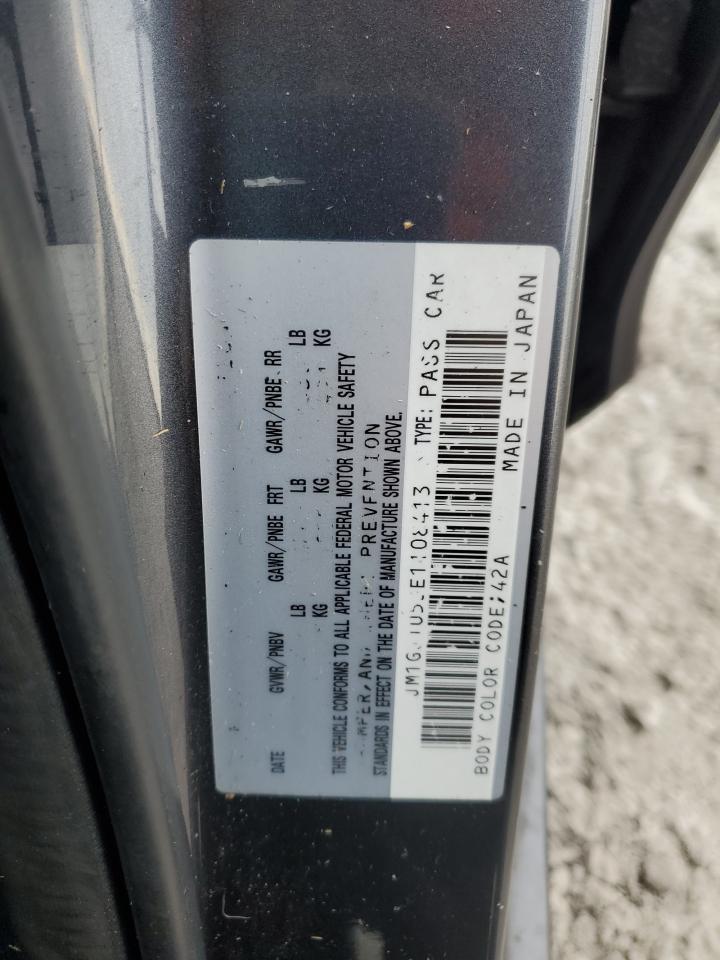 DATE GVWR/PNBV GAWR/PNBE FRT GAWR/PNBE RR
LB LB LB
KG KG KG
THIS VEHICLE CONFORMS TO ALL APPLICABLE FEDERAL MOTOR VEHICLE SAFETY
PREVENTION
STANDARDS IN EFFECT ON THE DATE OF MANUFACTURE SHOWN ABOVE.
TYPE: PASS CAR
BODY COLOR CODE;42A MADE IN JAPAN